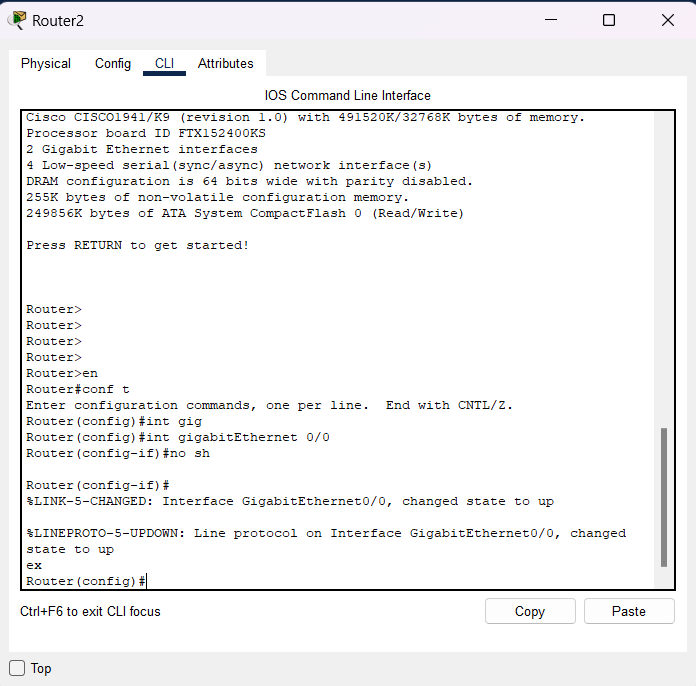 Router2
Physical Config CLI Attributes
IOS Command Line Interface
Cisco CISCO1941/K9 (revision 1.0) with 491520K/32768K bytes of memory.
Processor board ID FTX152400KS
2 Gigabit Ethernet interfaces
4 Low-speed serial(sync/async) network interface(s)
DRAM configuration is 64 bits wide with parity disabled.
255K bytes of non-volatile configuration memory.
249856K bytes of ATA System CompactFlash 0 (Read/Write)
Press RETURN to get started!
Router>
Router>
Router>
Router>
Router>en
Router#conf t
Enter configuration commands, one per line.  End with CNTL/Z.
Router(config)#int gig
Router(config)#int gigabitEthernet 0/0
Router(config-if)#no sh
Router(config-if)#
%LINK-5-CHANGED: Interface GigabitEthernet0/0, changed state to up
%LINEPROTO-5-UPDOWN: Line protocol on Interface GigabitEthernet0/0, changed
state to up
ex
Router(config)#
Ctrl+F6 to exit CLI focus
Copy Paste
Top